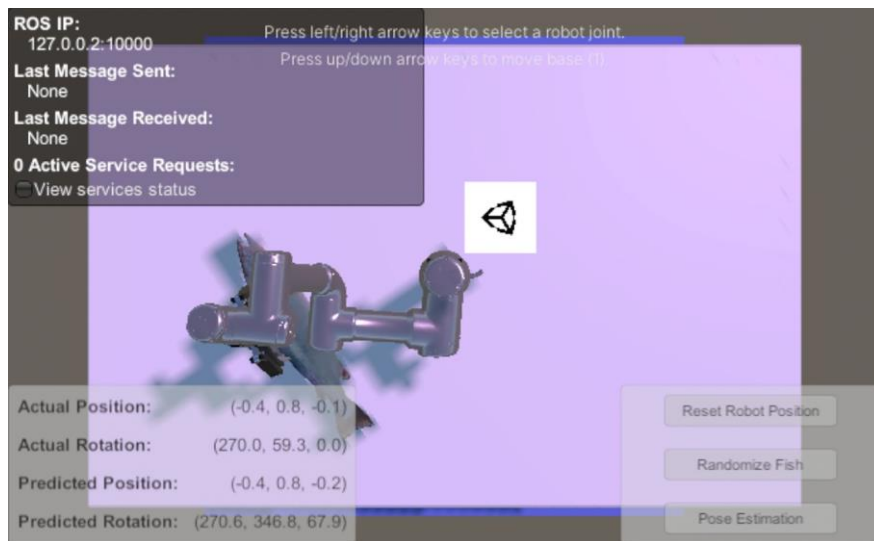 ROS IP:
127.0.0.2:10000
Last Message Sent:
None
Last Message Received:
None
0 Active Service Requests:
View services status
Press left/right arrow keys to select a robot joint.
Press up/down arrow keys to move base (1)
Actual Position: (-0.4, 0.8, -0.1)
Actual Rotation: (270.0, 59.3, 0.0)
Predicted Position: (-0.4, 0.8, -0.2)
Predicted Rotation: (270.6, 346.8, 67.9)
Reset Robot Position
Randomize Fish
Pose Estimation